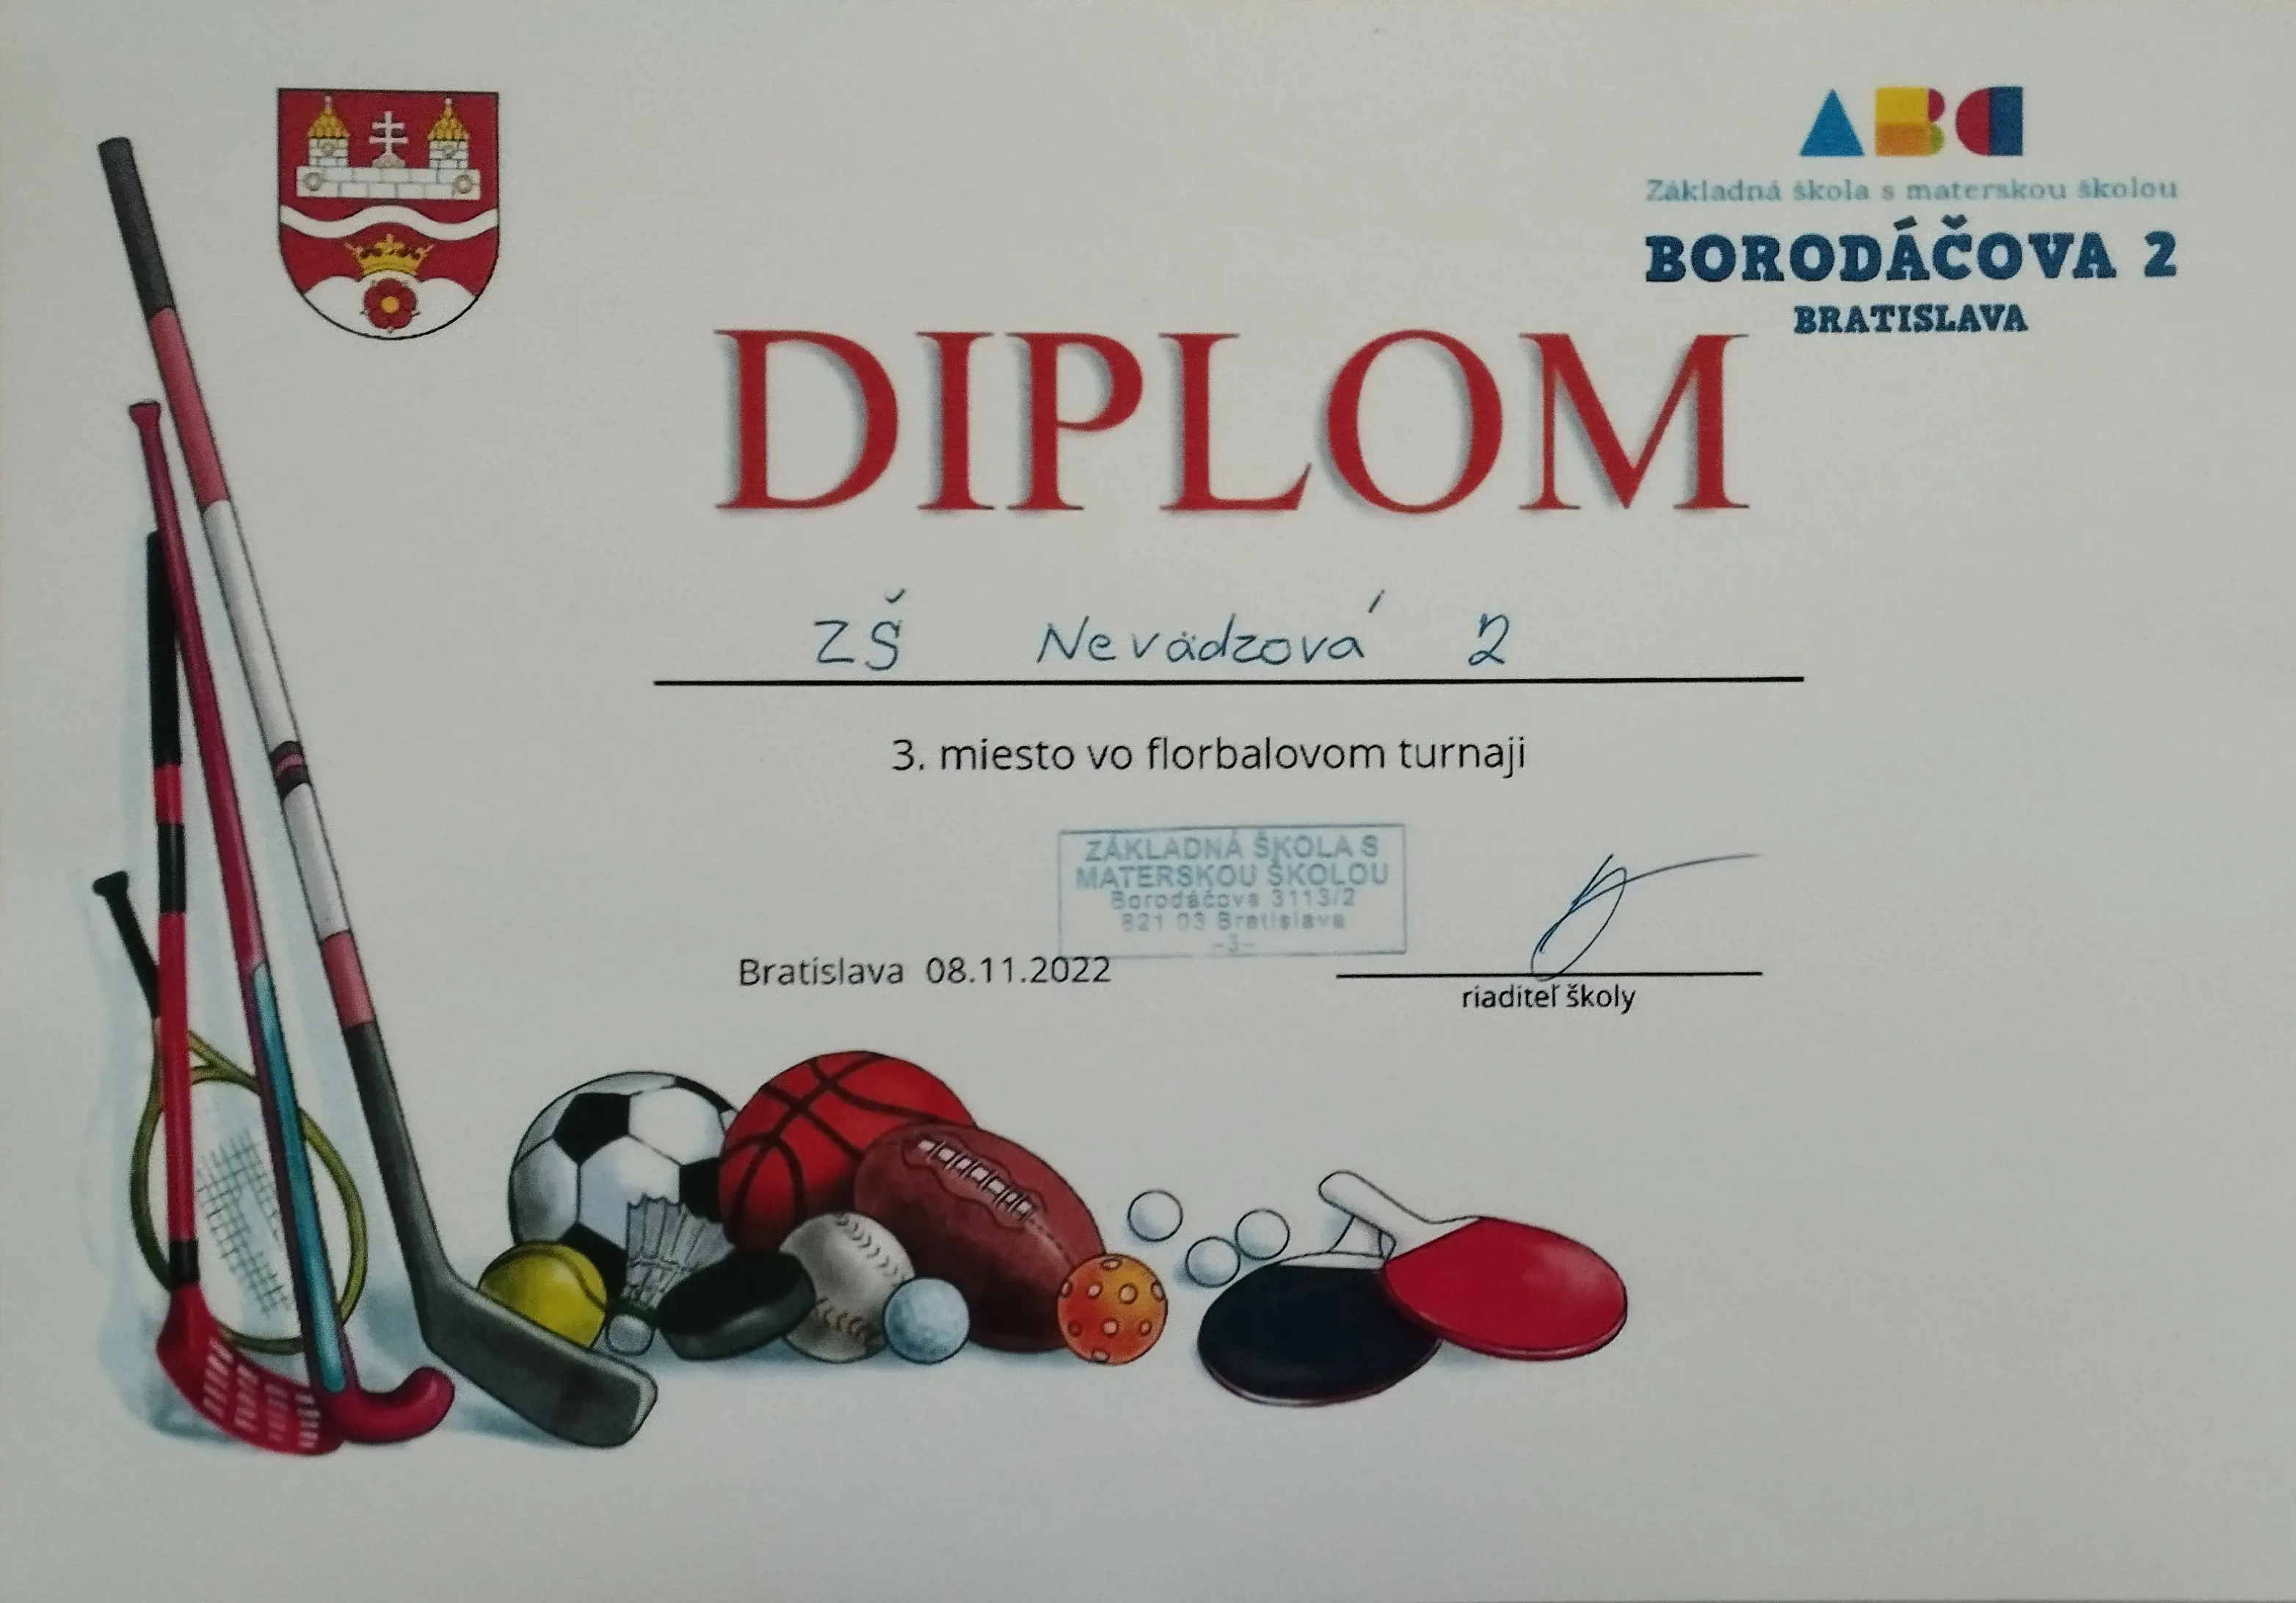 ABC
Základná škola s materskou školou
BORODÁČOVA 2
BRATISLAVA
DIPLOM
ZŠ Nevädzová 2
3. miesto vo florbalovom turnaji
ZÁKLADNÁ ŠKOLA S
MATERSKOU ŠKOLOU
Borodáčova 3113/2
821 03 Bratislava
-3-
Bratislava 08.11.2022
riaditeľ školy